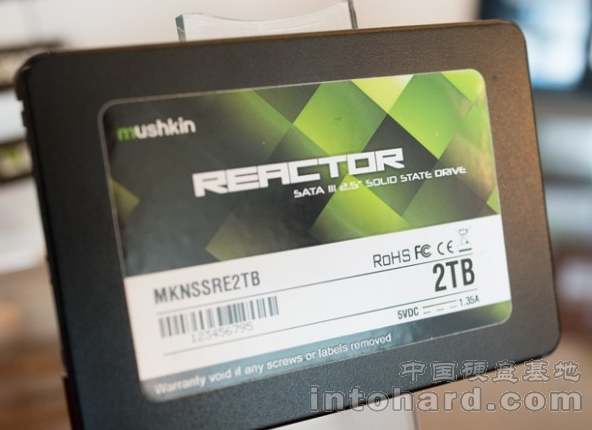 mushkin
REACTOR
SATA III 2.5" SOLID STATE DRIVE
RoHS FC CE
MKNSSRE2TB
2TB
123456795
5VDC 1.35A
Warranty void if any screws or labels removed
中国硬盘基地
intohard.com